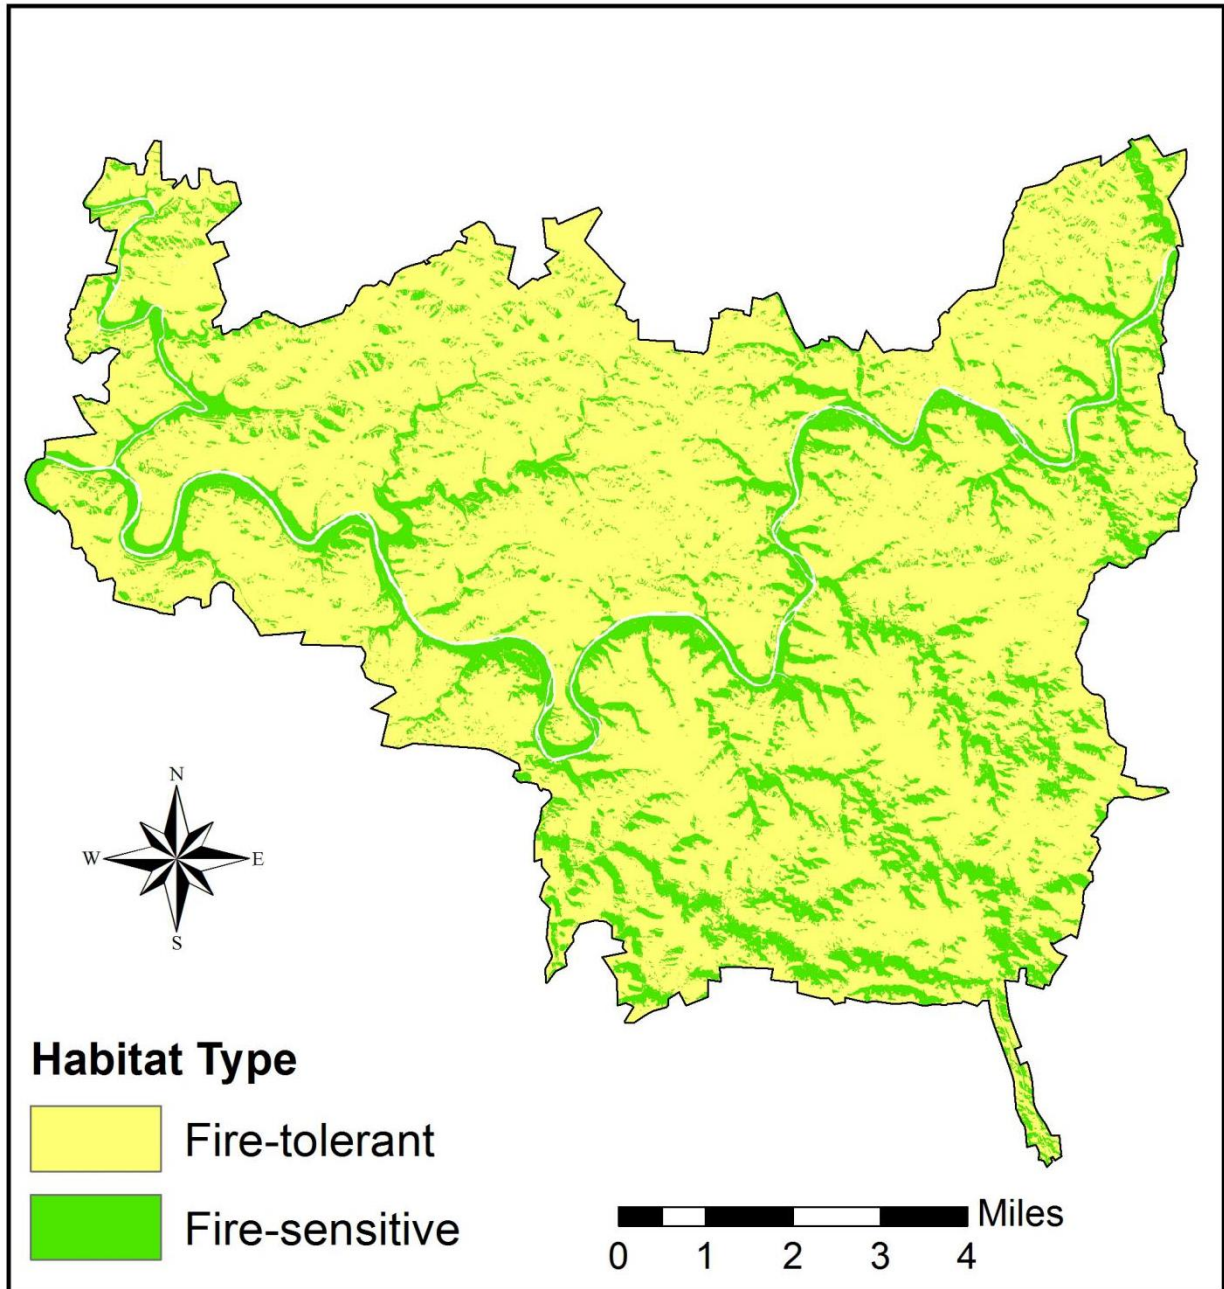 N
W E
S
Habitat Type
Fire-tolerant
Fire-sensitive
Miles
0 1 2 3 4